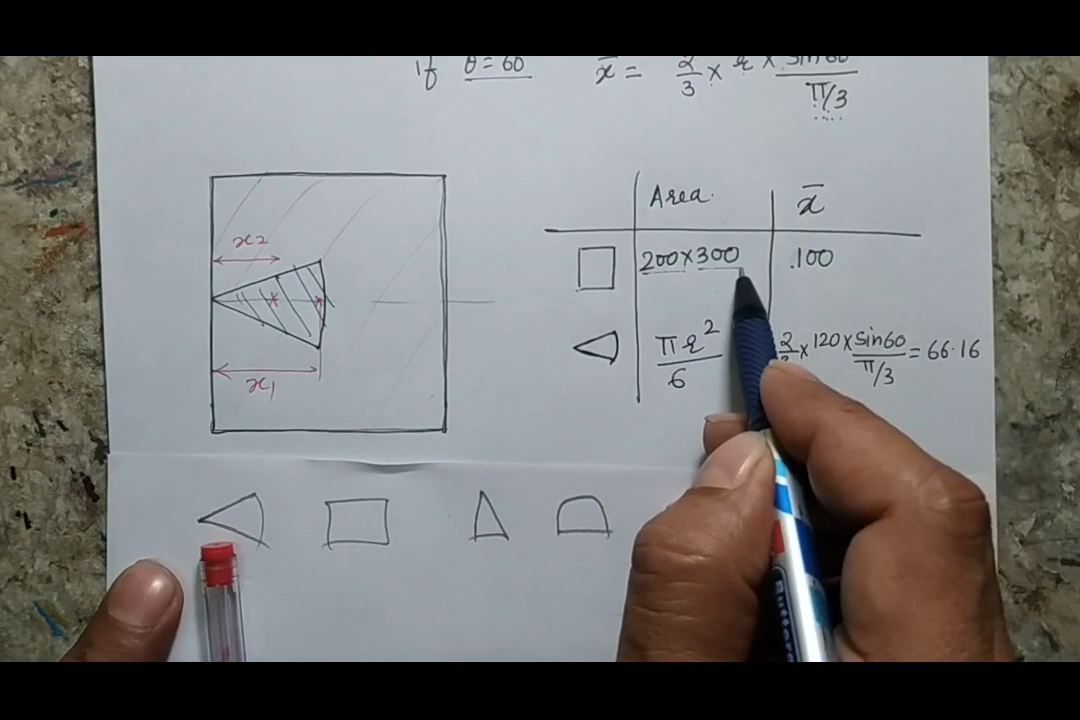 if θ = 60 x̄ = 2/3 × r × sin60/(π/3)
Area. x̄
200×300 .100
πr²/6 2/3 × 120 × sin60/(π/3) = 66.16
x2
x1
Butter